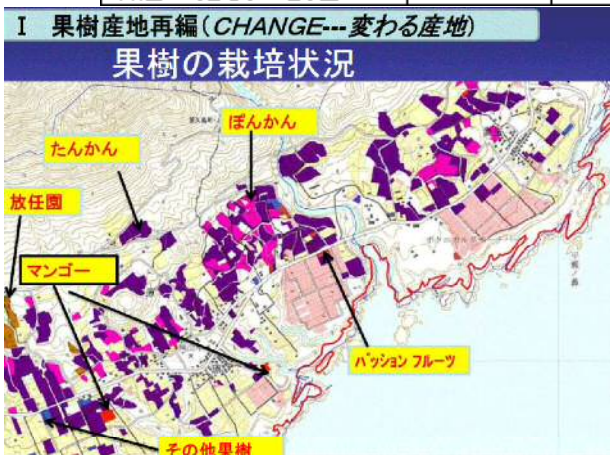 I 果樹産地再編(CHANGE---変わる産地)
果樹の栽培状況
ぽんかん
たんかん
放任園
マンゴー
パッション フルーツ
その他果樹